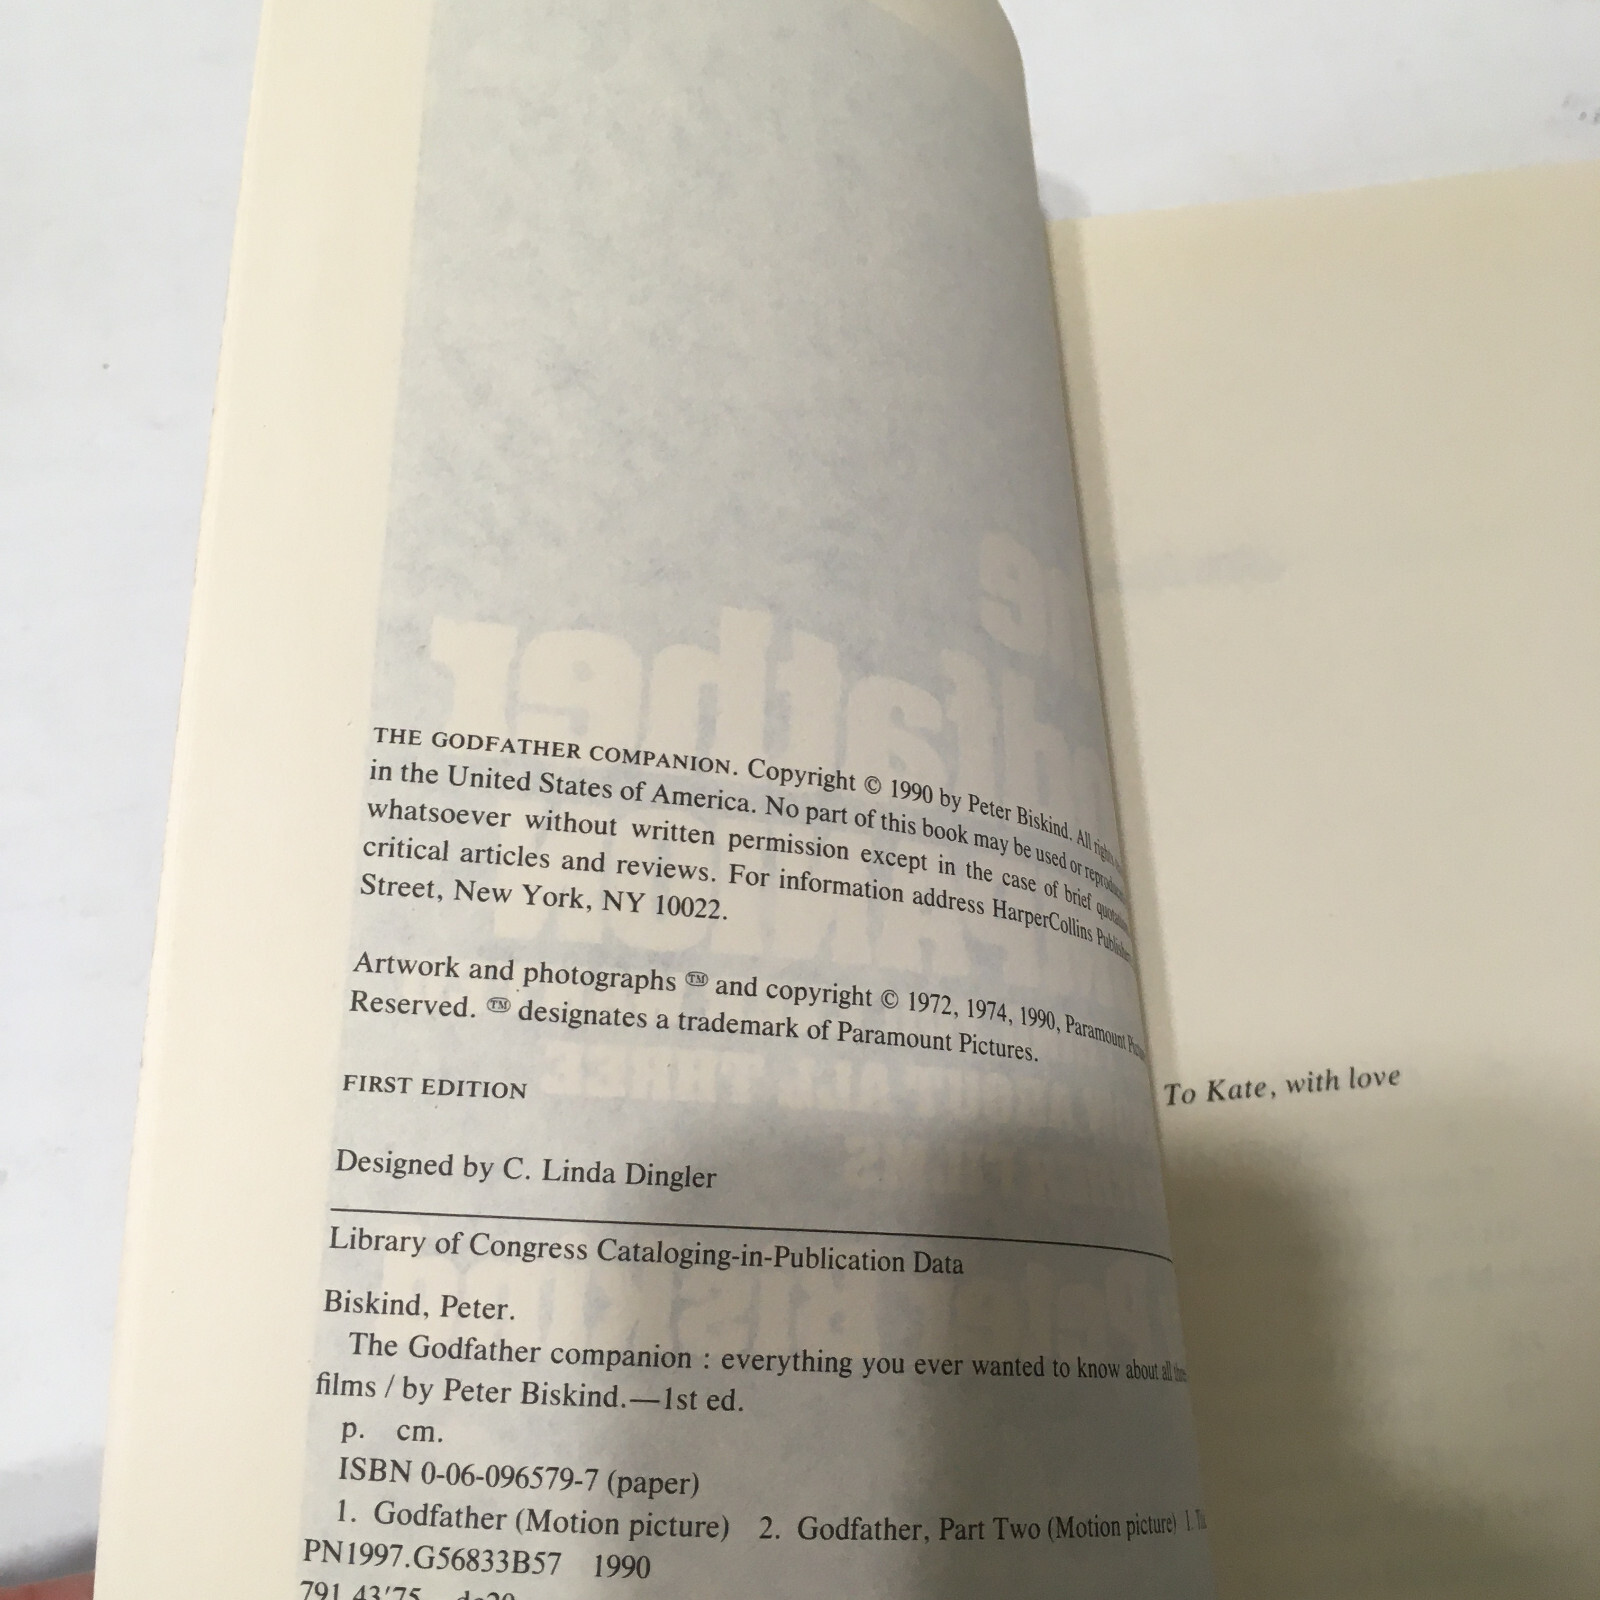 THE GODFATHER COMPANION. Copyright © 1990 by Peter Biskind. All rights
in the United States of America. No part of this book may be used or
whatsoever without written permission except in the case of brief
critical articles and reviews. For information address HarperCollins
Street, New York, NY 10022.
Artwork and photographs ™ and copyright © 1972, 1974, 1990, Paramount
Reserved. ™ designates a trademark of Paramount Pictures.
FIRST EDITION
Designed by C. Linda Dingler
Library of Congress Cataloging-in-Publication Data
Biskind, Peter.
The Godfather companion : everything you ever wanted to know about all
films / by Peter Biskind.—1st ed.
p. cm.
ISBN 0-06-096579-7 (paper)
1. Godfather (Motion picture) 2. Godfather, Part Two (Motion picture)
PN1997.G56833B57 1990
791.43'75
To Kate, with love